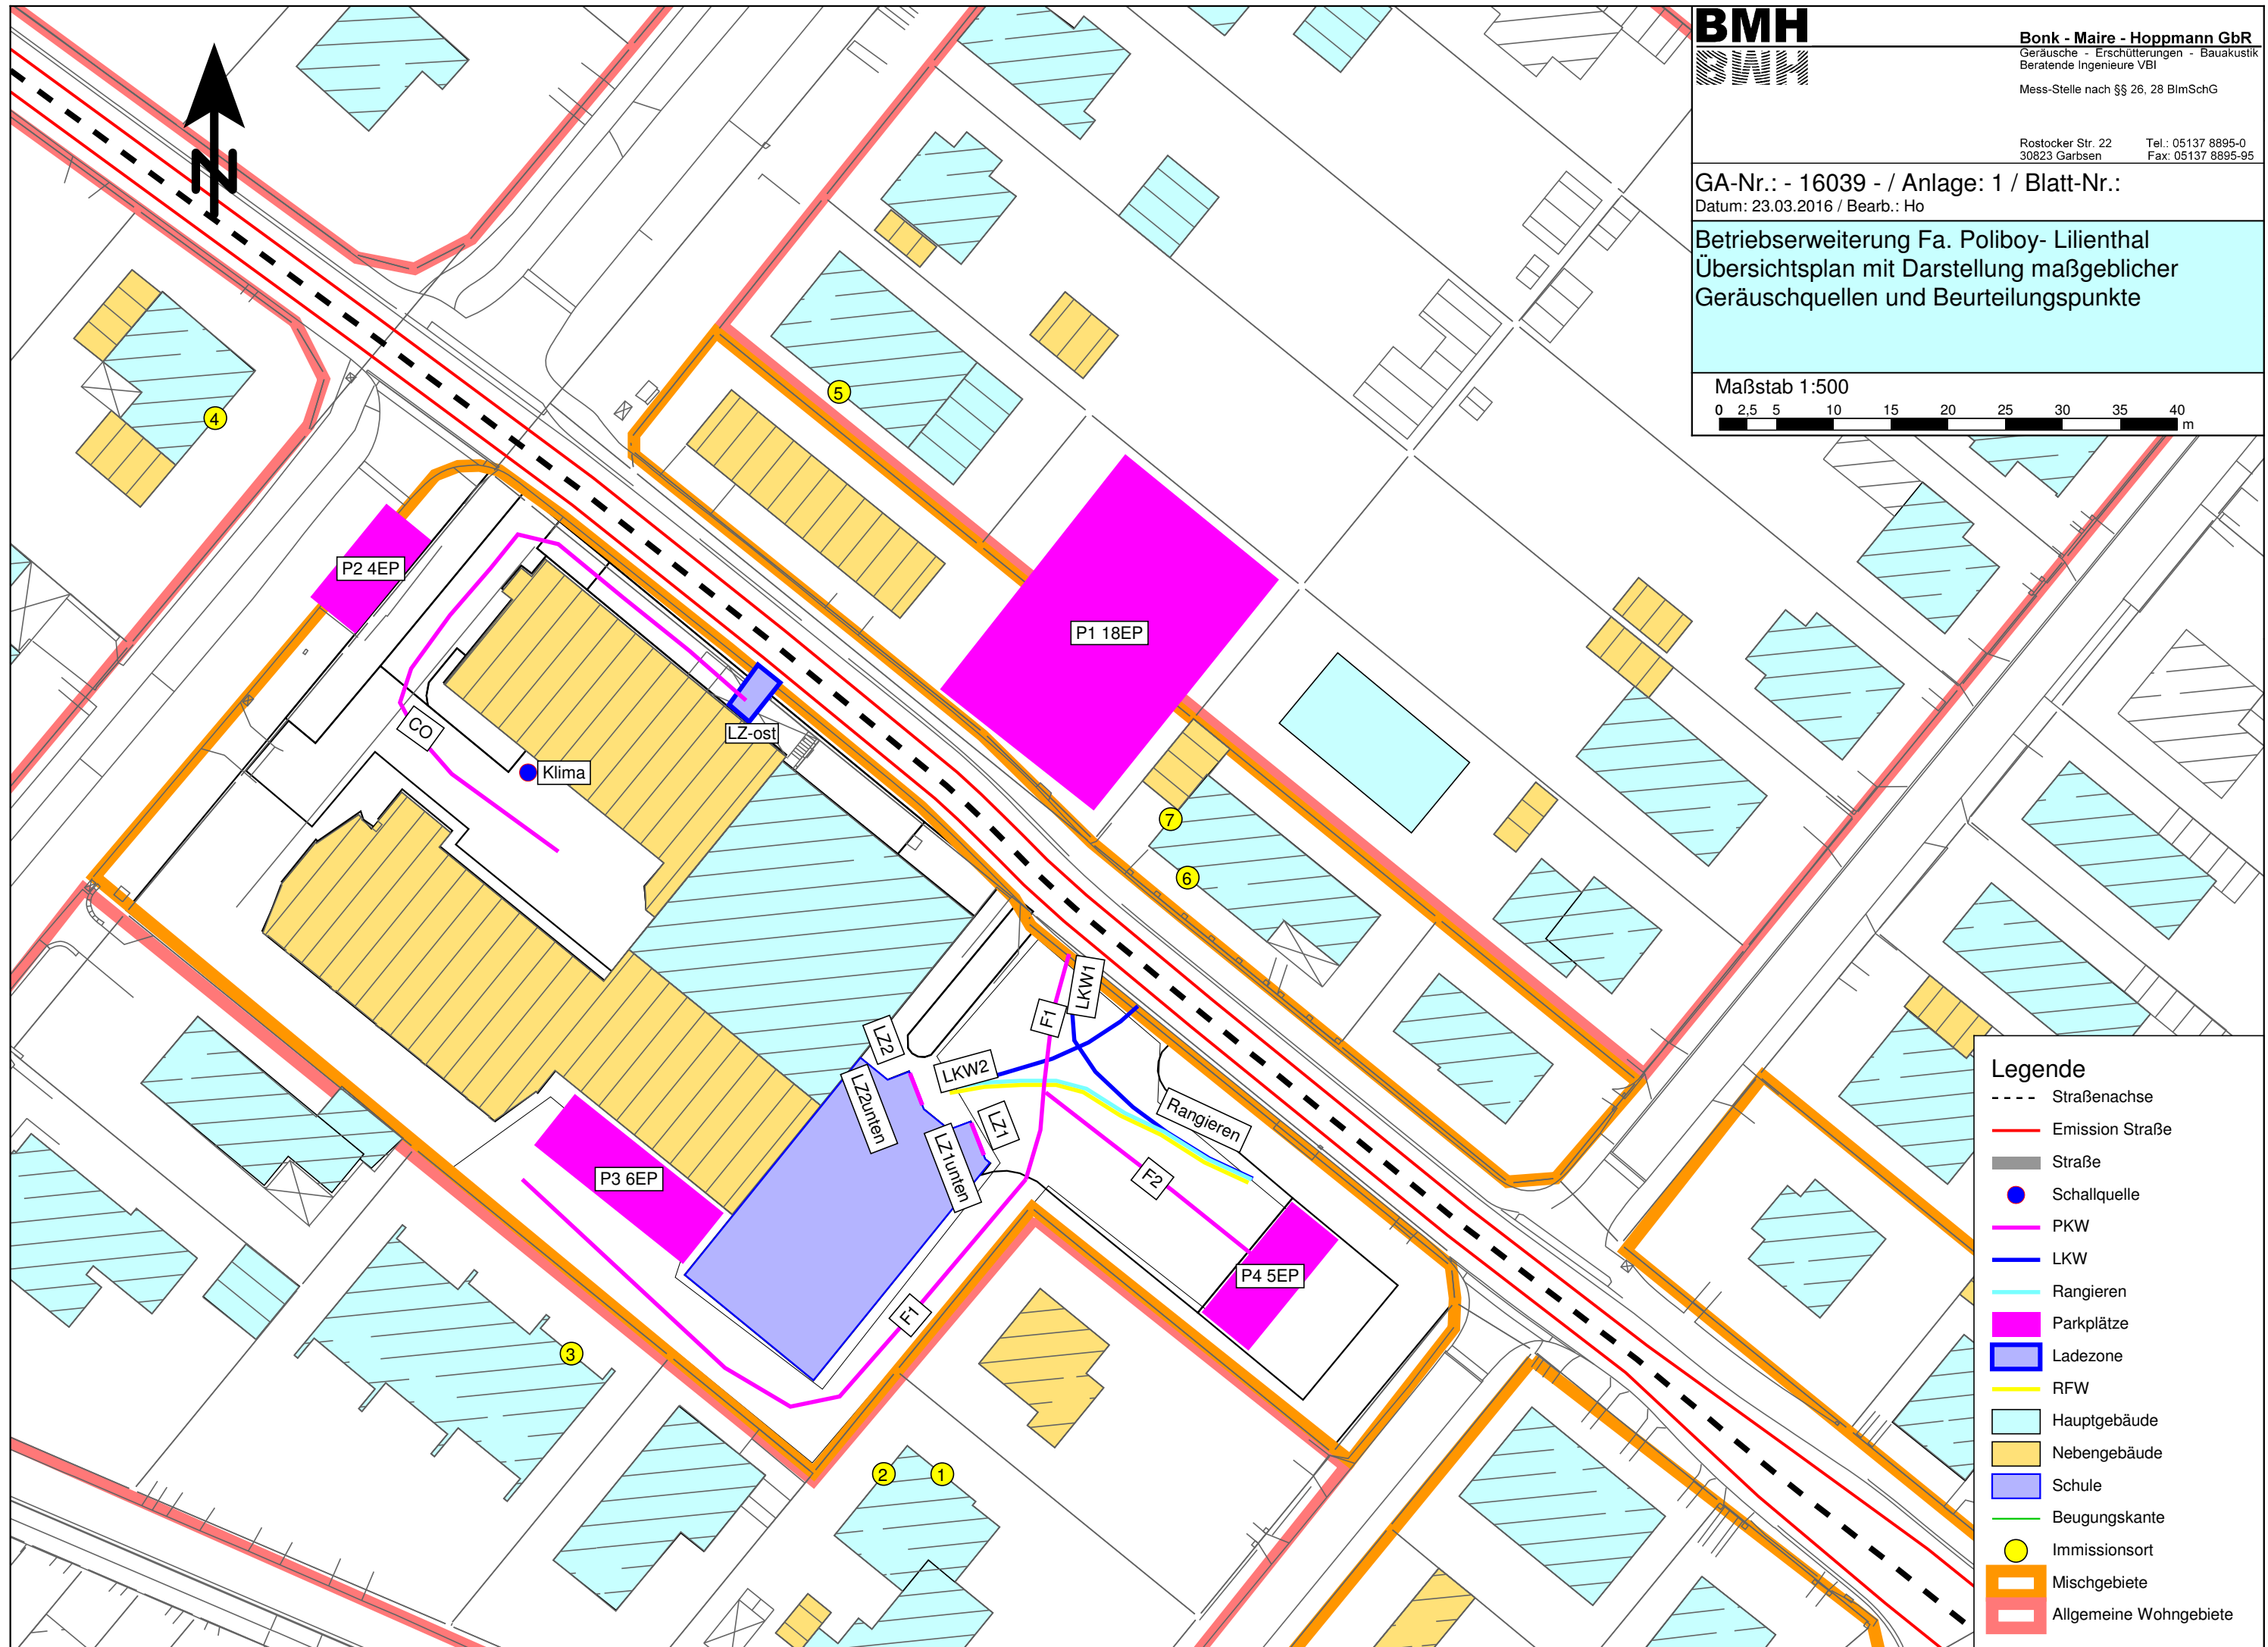 BMH
BMH
Bonk - Maire - Hoppmann GbR
Geräusche - Erschütterungen - Bauakustik
Beratende Ingenieure VBI
Mess-Stelle nach §§ 26, 28 BImSchG
Rostocker Str. 22 Tel.: 05137 8895-0
30823 Garbsen Fax: 05137 8895-95
GA-Nr.: - 16039 - / Anlage: 1 / Blatt-Nr.:
Datum: 23.03.2016 / Bearb.: Ho
Betriebserweiterung Fa. Poliboy- Lilienthal
Übersichtsplan mit Darstellung maßgeblicher
Geräuschquellen und Beurteilungspunkte
Maßstab 1:500
0 2,5 5 10 15 20 25 30 35 40
m
N
4
5
P2 4EP
P1 18EP
CO
LZ-ost
Klima
7
6
LKW1
F1
LZ2
LKW2
LZ2unten
LZ1
Rangieren
LZ1unten
F2
P3 6EP
P4 5EP
F1
3
2
1
Legende
Straßenachse
Emission Straße
Straße
Schallquelle
PKW
LKW
Rangieren
Parkplätze
Ladezone
RFW
Hauptgebäude
Nebengebäude
Schule
Beugungskante
Immissionsort
Mischgebiete
Allgemeine Wohngebiete